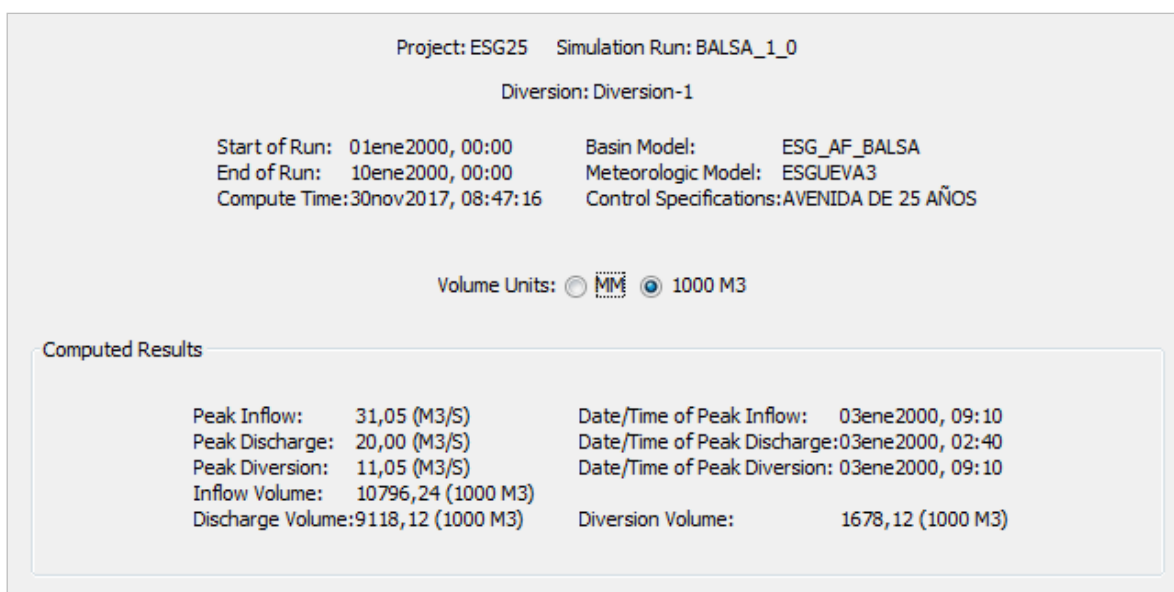 Project: ESG25 Simulation Run: BALSA_1_0
Diversion: Diversion-1
Start of Run: 01ene2000, 00:00 Basin Model: ESG_AF_BALSA
End of Run: 10ene2000, 00:00 Meteorologic Model: ESGUEVA3
Compute Time:30nov2017, 08:47:16 Control Specifications:AVENIDA DE 25 AÑOS
Volume Units: MM 1000 M3
Computed Results
Peak Inflow: 31,05 (M3/S) Date/Time of Peak Inflow: 03ene2000, 09:10
Peak Discharge: 20,00 (M3/S) Date/Time of Peak Discharge:03ene2000, 02:40
Peak Diversion: 11,05 (M3/S) Date/Time of Peak Diversion: 03ene2000, 09:10
Inflow Volume: 10796,24 (1000 M3)
Discharge Volume:9118,12 (1000 M3) Diversion Volume: 1678,12 (1000 M3)